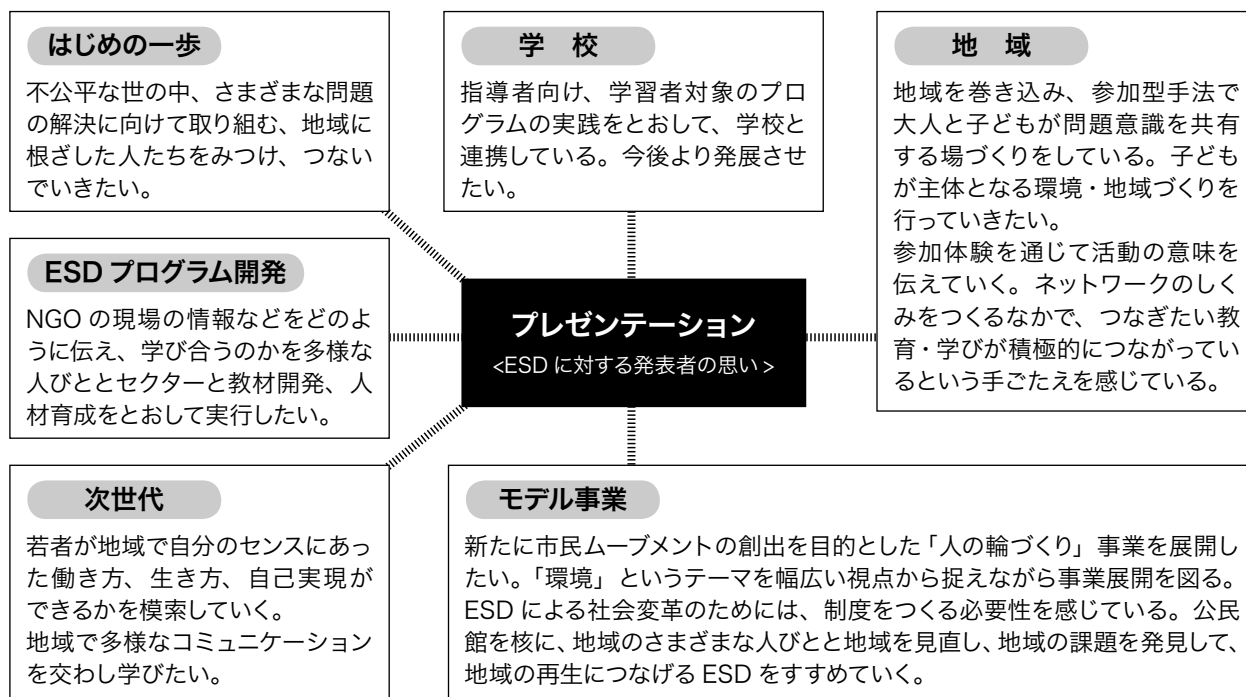 はじめの一歩
不公平な世の中、さまざまな問題
の解決に向けて取り組む、地域に
根ざした人たちをみつけ、つない
でいきたい。
学　校
指導者向け、学習者対象のプロ
グラムの実践をとおして、学校と
連携している。今後より発展させ
たい。
地　域
地域を巻き込み、参加型手法で
大人と子どもが問題意識を共有
する場づくりをしている。子ども
が主体となる環境・地域づくりを
行っていきたい。
参加体験を通じて活動の意味を
伝えていく。ネットワークのしく
みをつくるなかで、つなぎたい教
育・学びが積極的につながってい
るという手ごたえを感じている。
ESD プログラム開発
NGO の現場の情報などをどのよ
うに伝え、学び合うのかを多様な
人びととセクターと教材開発、人
材育成をとおして実行したい。
プレゼンテーション
<ESD に対する発表者の思い>
次世代
若者が地域で自分のセンスにあっ
た働き方、生き方、自己実現が
できるかを模索していく。
地域で多様なコミュニケーション
を交わし学びたい。
モデル事業
新たに市民ムーブメントの創出を目的とした「人の輪づくり」事業を展開し
たい。「環境」というテーマを幅広い視点から捉えながら事業展開を図る。
ESD による社会変革のためには、制度をつくる必要性を感じている。公民
館を核に、地域のさまざまな人びとと地域を見直し、地域の課題を発見して、
地域の再生につなげる ESD をすすめていく。